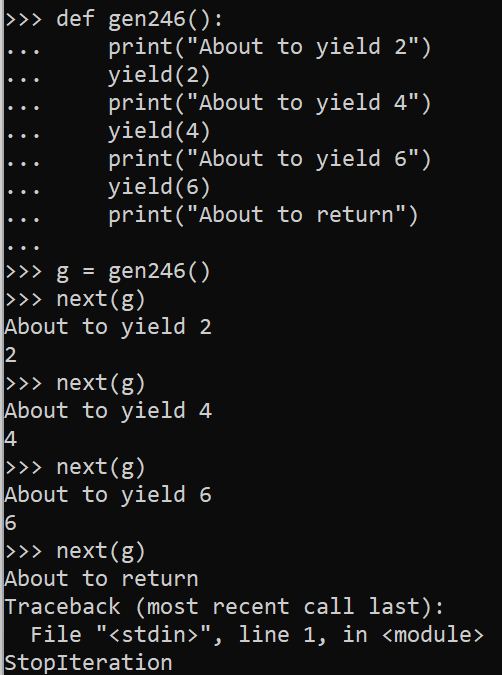 >>> def gen246():
...     print("About to yield 2")
...     yield(2)
...     print("About to yield 4")
...     yield(4)
...     print("About to yield 6")
...     yield(6)
...     print("About to return")
...
>>> g = gen246()
>>> next(g)
About to yield 2
2
>>> next(g)
About to yield 4
4
>>> next(g)
About to yield 6
6
>>> next(g)
About to return
Traceback (most recent call last):
  File "<stdin>", line 1, in <module>
StopIteration